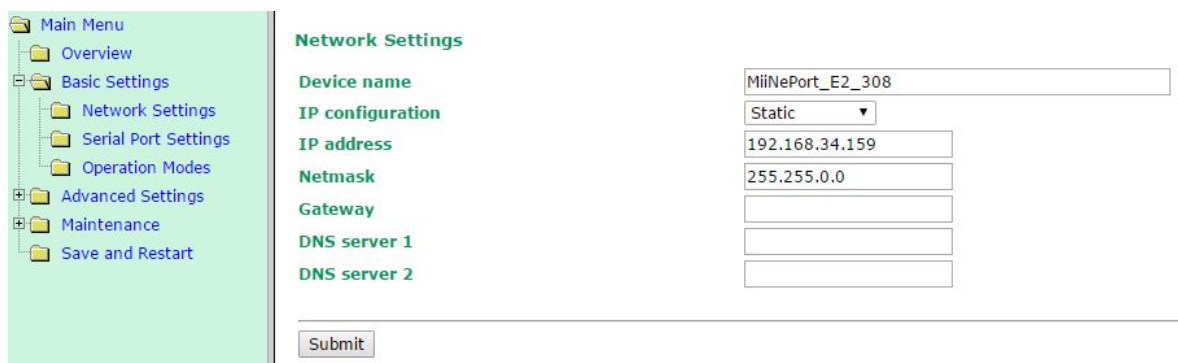 Main Menu
Overview
Basic Settings
Network Settings
Serial Port Settings
Operation Modes
Advanced Settings
Maintenance
Save and Restart
Network Settings
Device name MiiNePort_E2_308
IP configuration Static
IP address 192.168.34.159
Netmask 255.255.0.0
Gateway
DNS server 1
DNS server 2
Submit